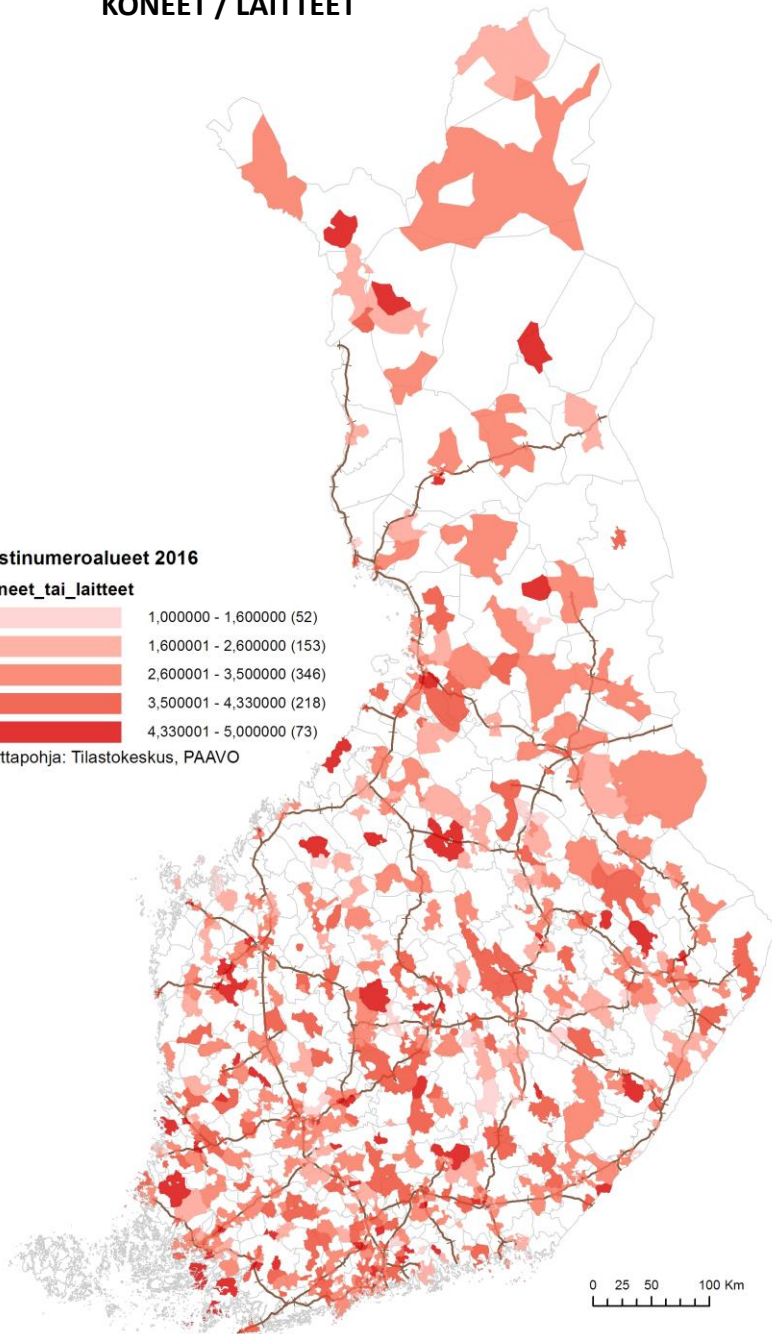 KONEET / LAITTEET
stinumeroalueet 2016
neet_tai_laitteet
1,000000 - 1,600000 (52)
1,600001 - 2,600000 (153)
2,600001 - 3,500000 (346)
3,500001 - 4,330000 (218)
4,330001 - 5,000000 (73)
ttapohja: Tilastokeskus, PAAVO
0 25 50 100 Km